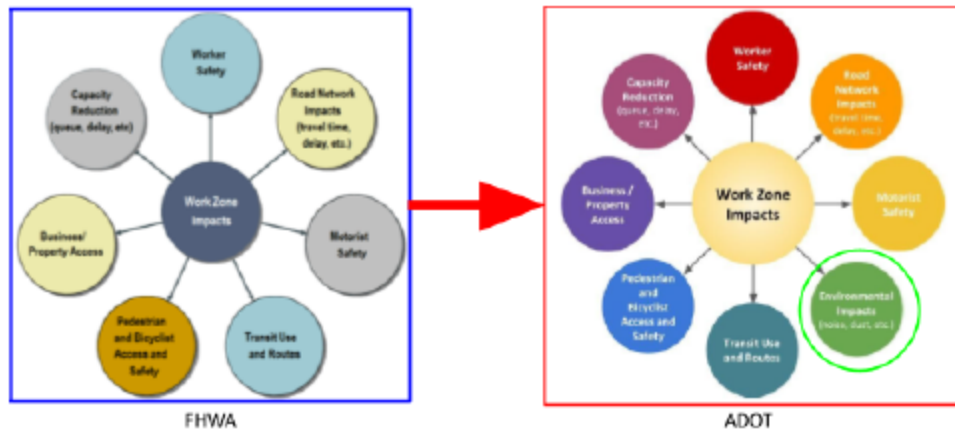 Worker
Safety
Capacity
Reduction
(queue, delay, etc)
Road Network
Impacts
(travel time,
delay, etc.)
Work Zone
Impacts
Business/
Property Access
Motorist
Safety
Pedestrian
and Bicyclist
Access and
Safety
Transit Use
and Routes
FHWA
Worker
Safety
Capacity
Reduction
(queue, delay,
etc.)
Road
Network
Impacts
(travel time,
delay, etc.)
Business /
Property
Access
Work Zone
Impacts
Motorist
Safety
Pedestrian
and
Bicyclist
Access and
Safety
Environmental
Impacts
(noise, dust, etc.)
Transit Use
and Routes
ADOT